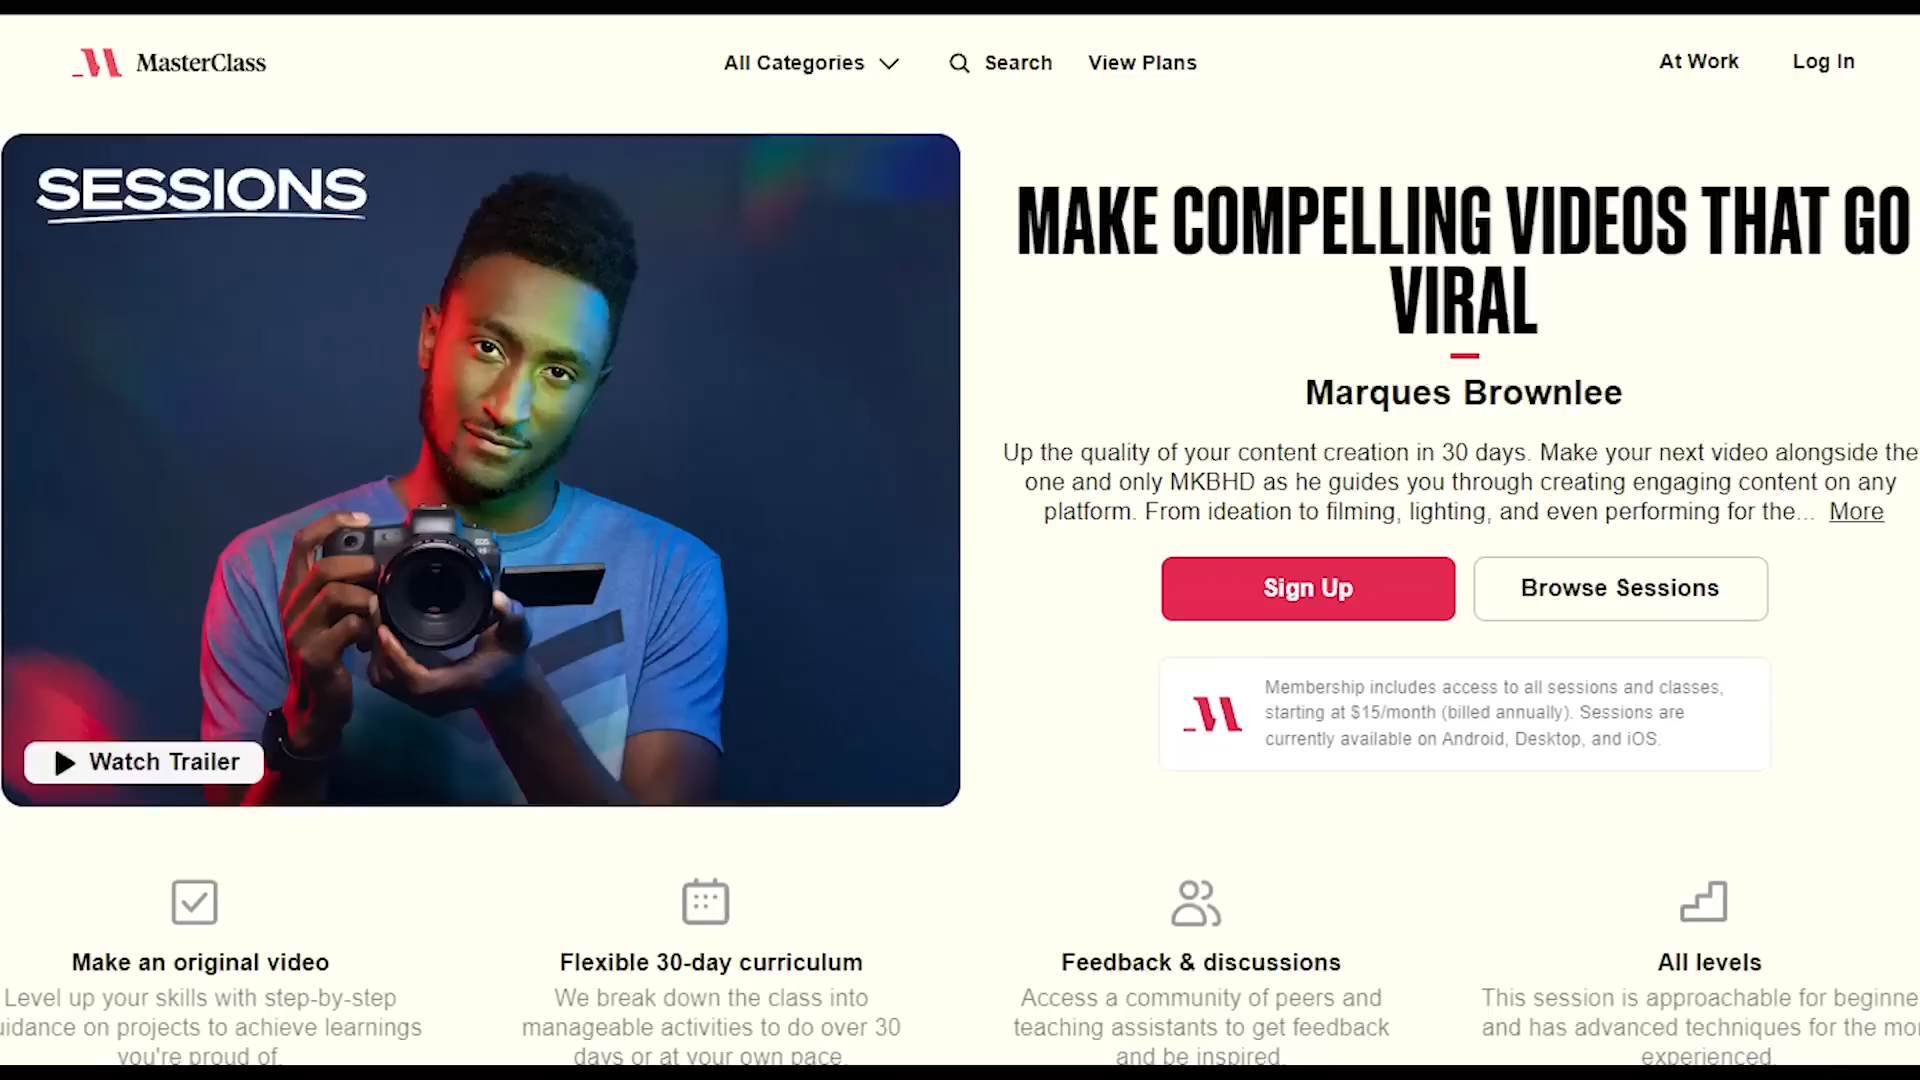 MasterClass
All Categories
Search
View Plans
At Work
Log In
SESSIONS
Watch Trailer
MAKE COMPELLING VIDEOS THAT GO
VIRAL
Marques Brownlee
Up the quality of your content creation in 30 days. Make your next video alongside the
one and only MKBHD as he guides you through creating engaging content on any
platform. From ideation to filming, lighting, and even performing for the... More
Sign Up
Browse Sessions
Membership includes access to all sessions and classes,
starting at $15/month (billed annually). Sessions are
currently available on Android, Desktop, and iOS.
Make an original video
Level up your skills with step-by-step
uidance on projects to achieve learnings
you're proud of.
Flexible 30-day curriculum
We break down the class into
manageable activities to do over 30
days or at your own pace.
Feedback & discussions
Access a community of peers and
teaching assistants to get feedback
and be inspired.
All levels
This session is approachable for beginne
and has advanced techniques for the mo
experienced